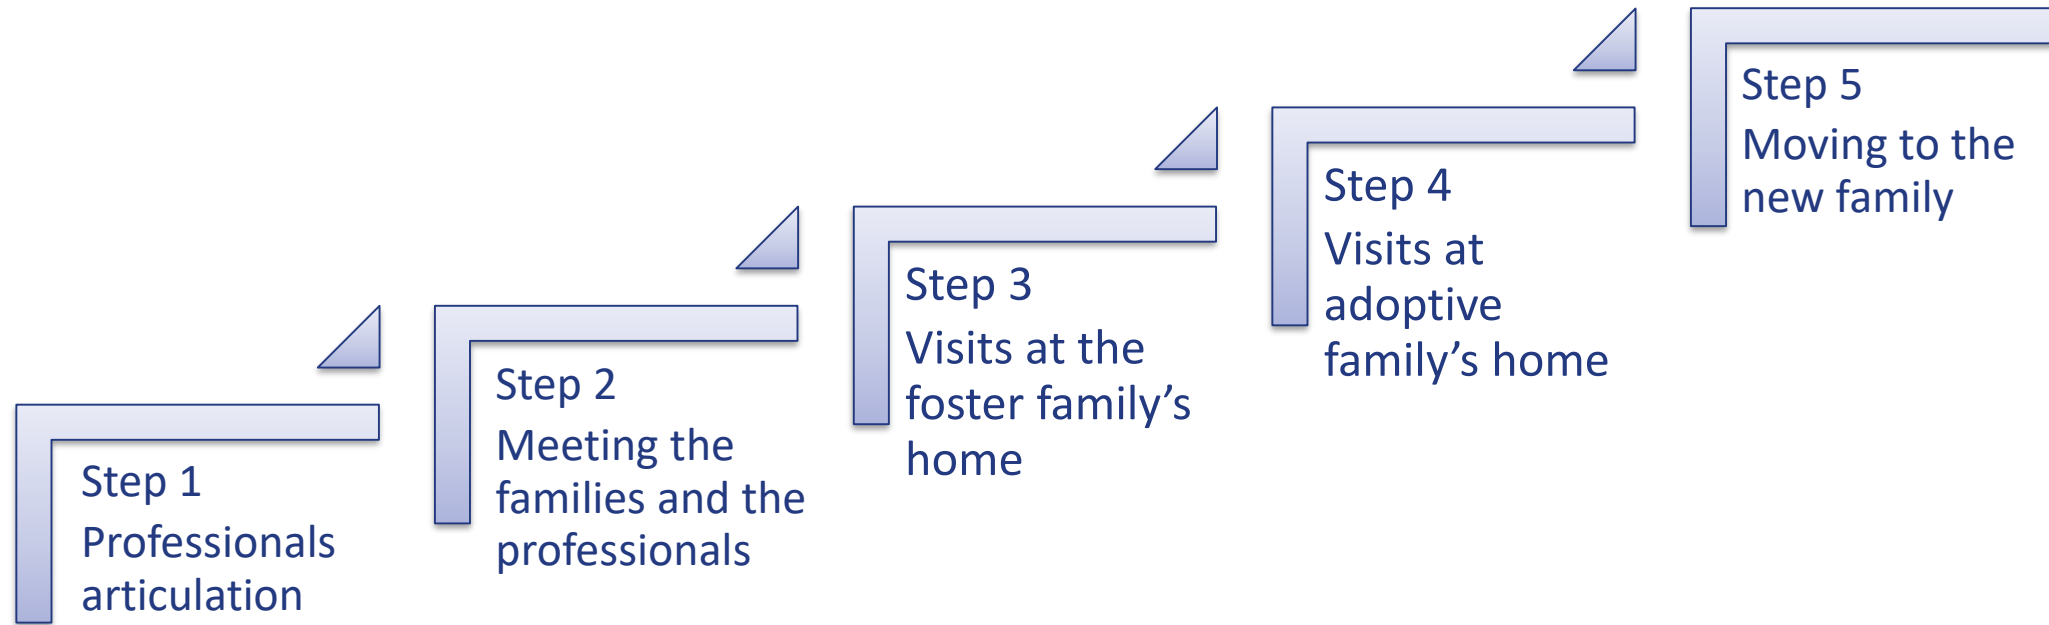 Step 1
Professionals
articulation
Step 2
Meeting the
families and the
professionals
Step 3
Visits at the
foster family’s
home
Step 4
Visits at
adoptive
family’s home
Step 5
Moving to the
new family